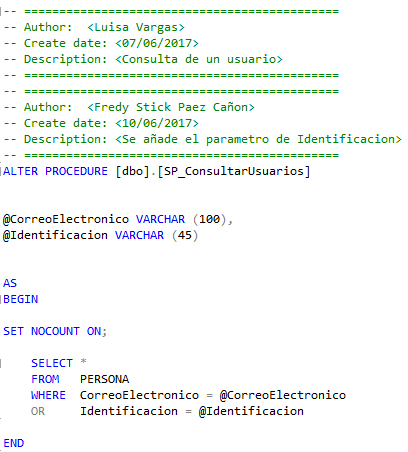 -- =============================================
-- Author:  <Luisa Vargas>
-- Create date: <07/06/2017>
-- Description: <Consulta de un usuario>
-- =============================================
-- =============================================
-- Author:  <Fredy Stick Paez Cañon>
-- Create date: <10/06/2017>
-- Description: <Se añade el parametro de Identificacion>
-- =============================================
ALTER PROCEDURE [dbo].[SP_ConsultarUsuarios]
@CorreoElectronico VARCHAR (100),
@Identificacion VARCHAR (45)
AS
BEGIN
SET NOCOUNT ON;
SELECT *
FROM   PERSONA
WHERE  CorreoElectronico = @CorreoElectronico
OR     Identificacion = @Identificacion
END